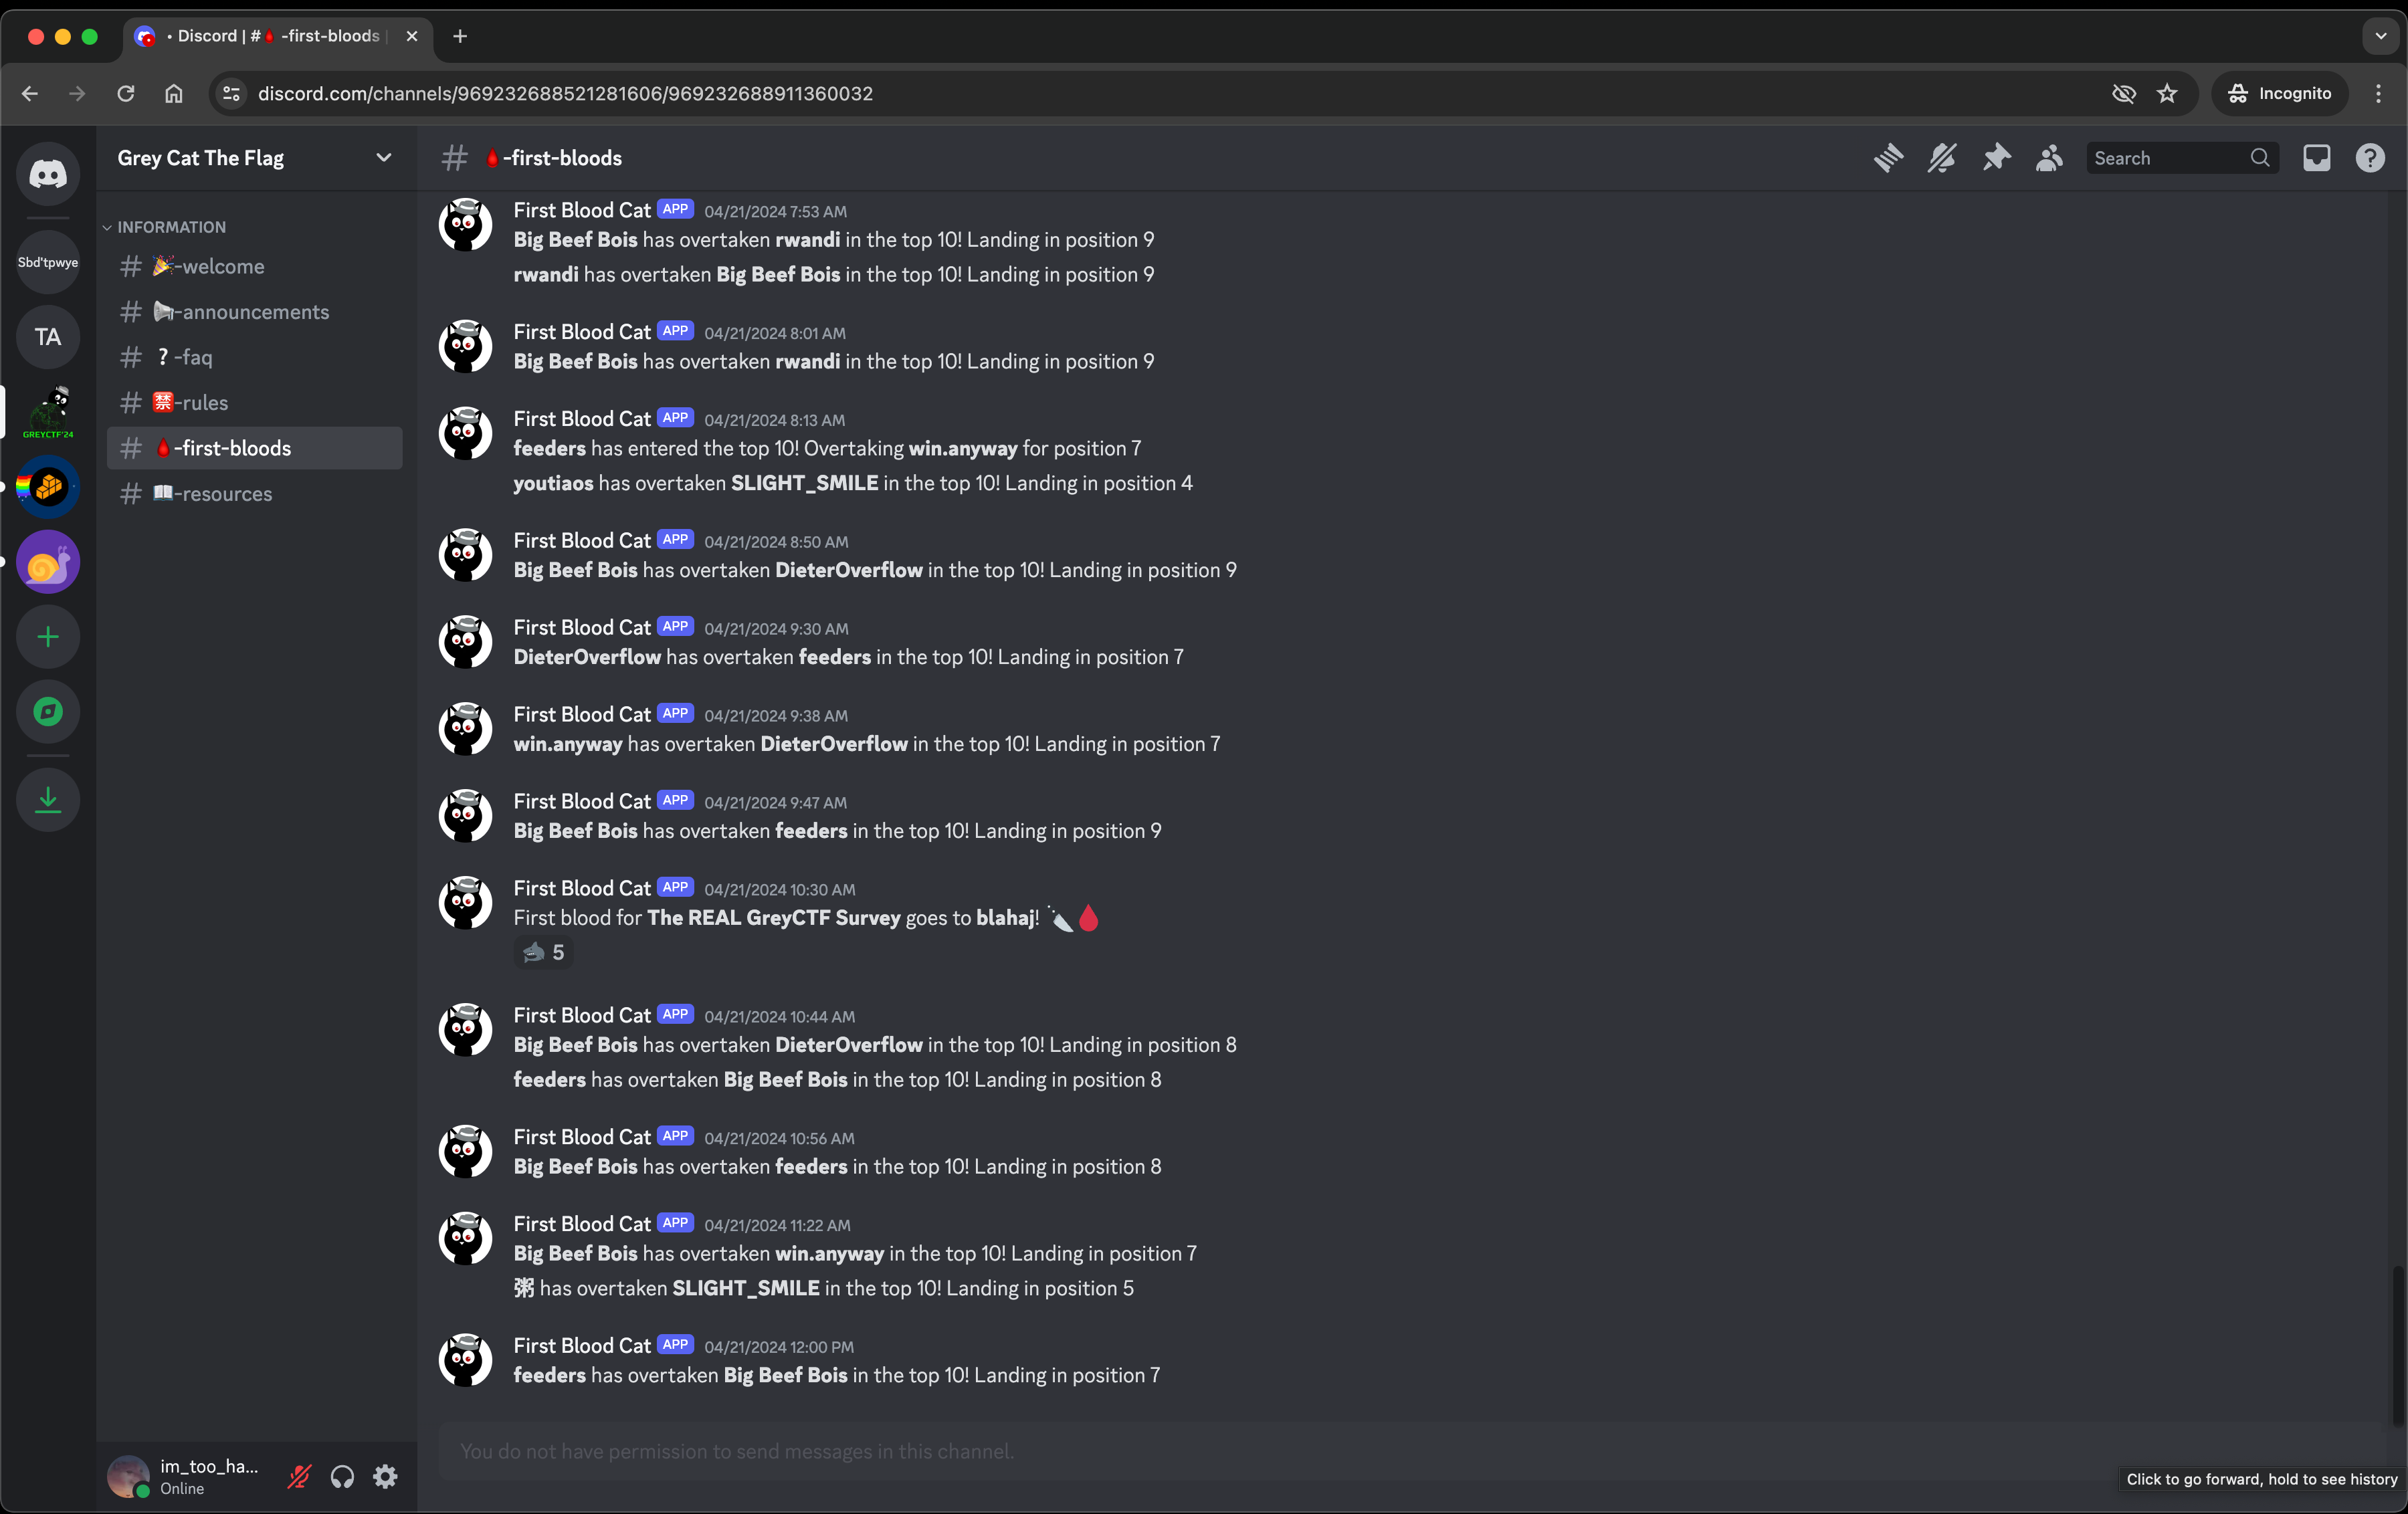 • Discord | #🩸-first-bloods |
discord.com/channels/969232688521281606/969232688911360032
Incognito
Grey Cat The Flag
🩸-first-bloods
Search
Sbd'tpwye
TA
GREYCTF'24
INFORMATION
🎉-welcome
📢-announcements
❔-faq
🈲-rules
🩸-first-bloods
📖-resources
First Blood Cat APP 04/21/2024 7:53 AM
Big Beef Bois has overtaken rwandi in the top 10! Landing in position 9
rwandi has overtaken Big Beef Bois in the top 10! Landing in position 9
First Blood Cat APP 04/21/2024 8:01 AM
Big Beef Bois has overtaken rwandi in the top 10! Landing in position 9
First Blood Cat APP 04/21/2024 8:13 AM
feeders has entered the top 10! Overtaking win.anyway for position 7
youtiaos has overtaken SLIGHT_SMILE in the top 10! Landing in position 4
First Blood Cat APP 04/21/2024 8:50 AM
Big Beef Bois has overtaken DieterOverflow in the top 10! Landing in position 9
First Blood Cat APP 04/21/2024 9:30 AM
DieterOverflow has overtaken feeders in the top 10! Landing in position 7
First Blood Cat APP 04/21/2024 9:38 AM
win.anyway has overtaken DieterOverflow in the top 10! Landing in position 7
First Blood Cat APP 04/21/2024 9:47 AM
Big Beef Bois has overtaken feeders in the top 10! Landing in position 9
First Blood Cat APP 04/21/2024 10:30 AM
First blood for The REAL GreyCTF Survey goes to blahaj! 🔪🩸
🦈 5
First Blood Cat APP 04/21/2024 10:44 AM
Big Beef Bois has overtaken DieterOverflow in the top 10! Landing in position 8
feeders has overtaken Big Beef Bois in the top 10! Landing in position 8
First Blood Cat APP 04/21/2024 10:56 AM
Big Beef Bois has overtaken feeders in the top 10! Landing in position 8
First Blood Cat APP 04/21/2024 11:22 AM
Big Beef Bois has overtaken win.anyway in the top 10! Landing in position 7
粥 has overtaken SLIGHT_SMILE in the top 10! Landing in position 5
First Blood Cat APP 04/21/2024 12:00 PM
feeders has overtaken Big Beef Bois in the top 10! Landing in position 7
You do not have permission to send messages in this channel.
im_too_ha...
Online
Click to go forward, hold to see history